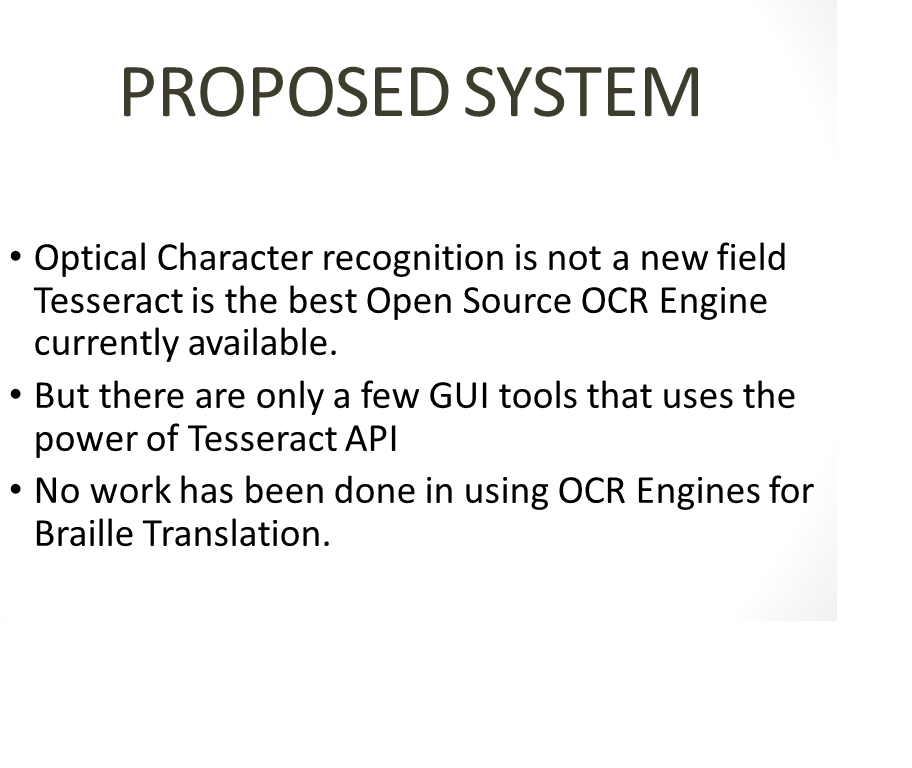 PROPOSED SYSTEM
• Optical Character recognition is not a new field
Tesseract is the best Open Source OCR Engine
currently available.
• But there are only a few GUI tools that uses the
power of Tesseract API
• No work has been done in using OCR Engines for
Braille Translation.